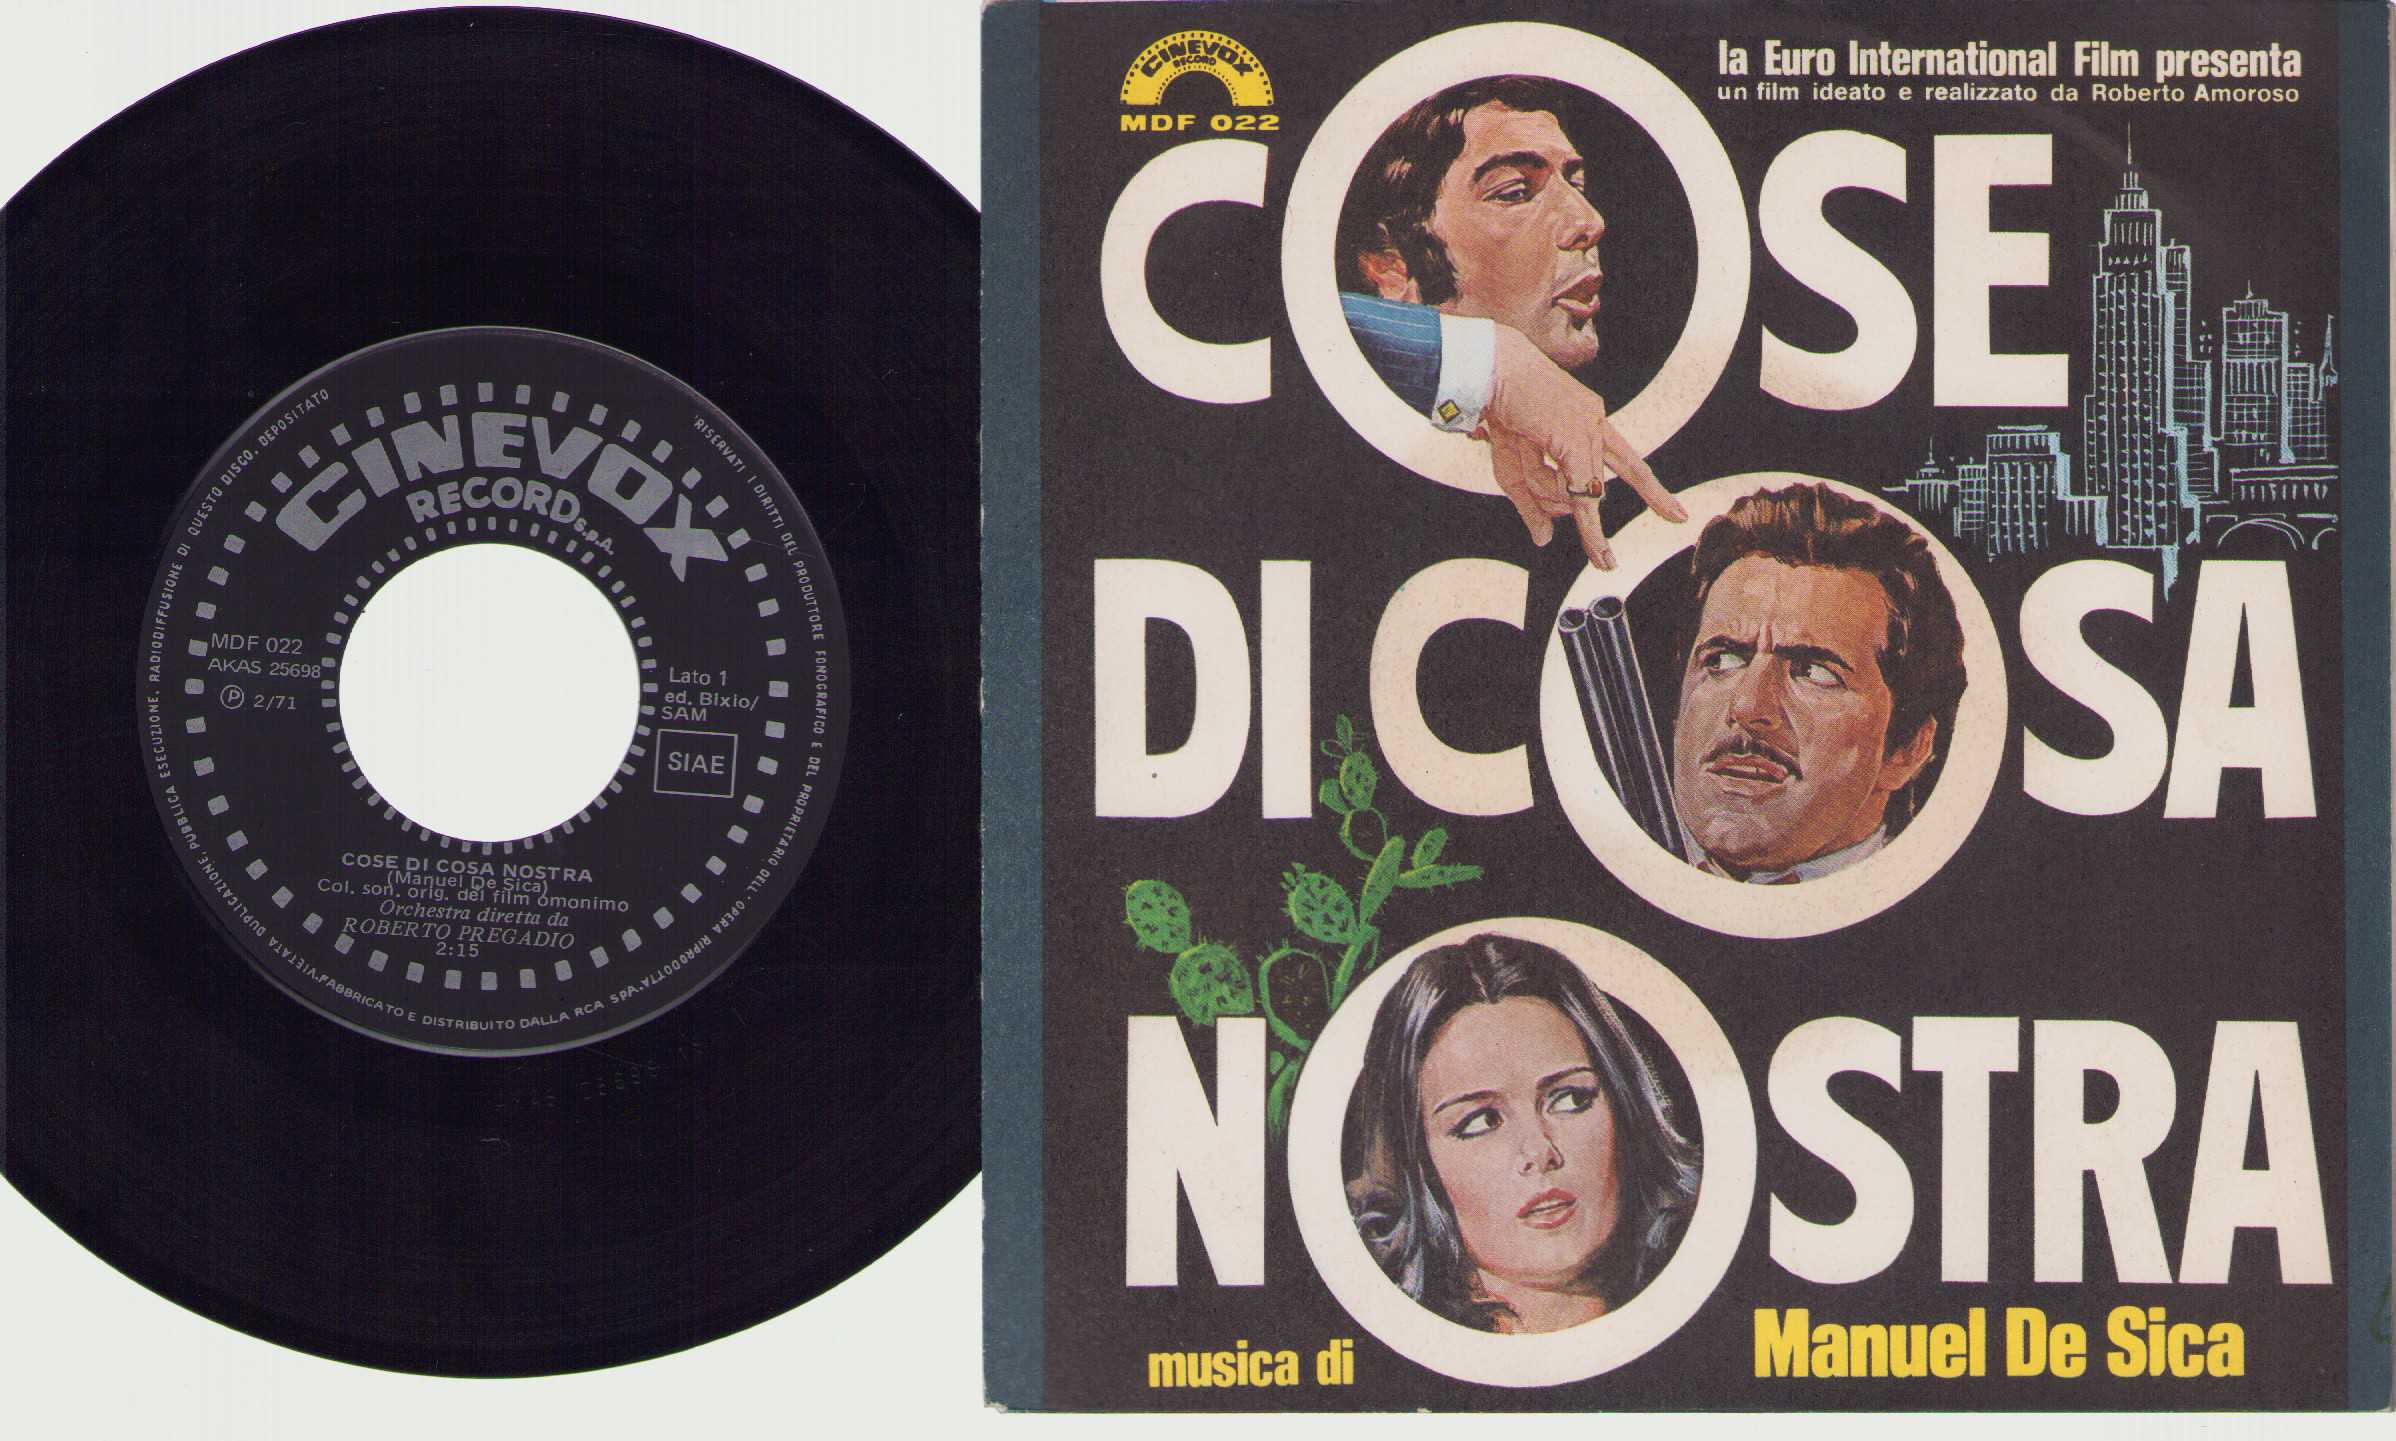 CINEVOX
RECORD S.p.A.
MDF 022
AKAS 25698
Ⓟ 2/71
Lato 1
ed. Bixio/
SAM
SIAE
COSE DI COSA NOSTRA
(Manuel De Sica)
Col. son. orig. del film omonimo
Orchestra diretta da
ROBERTO PREGADIO
2:15
'RISERVATI I DIRITTI DEL PRODUTTORE FONOGRAFICO E DEL PROPRIETARIO DELL' OPERA RIPRODOTTA. VIETATA DUPLICAZIONE, PUBBLICA ESECUZIONE, RADIODIFFUSIONE DI QUESTO DISCO. DEPOSITATO
FABBRICATO E DISTRIBUITO DALLA RCA SpA.
CINEVOX
RECORD
MDF 022
la Euro International Film presenta
un film ideato e realizzato da Roberto Amoroso
COSE
DI COSA
NOSTRA
musica di Manuel De Sica